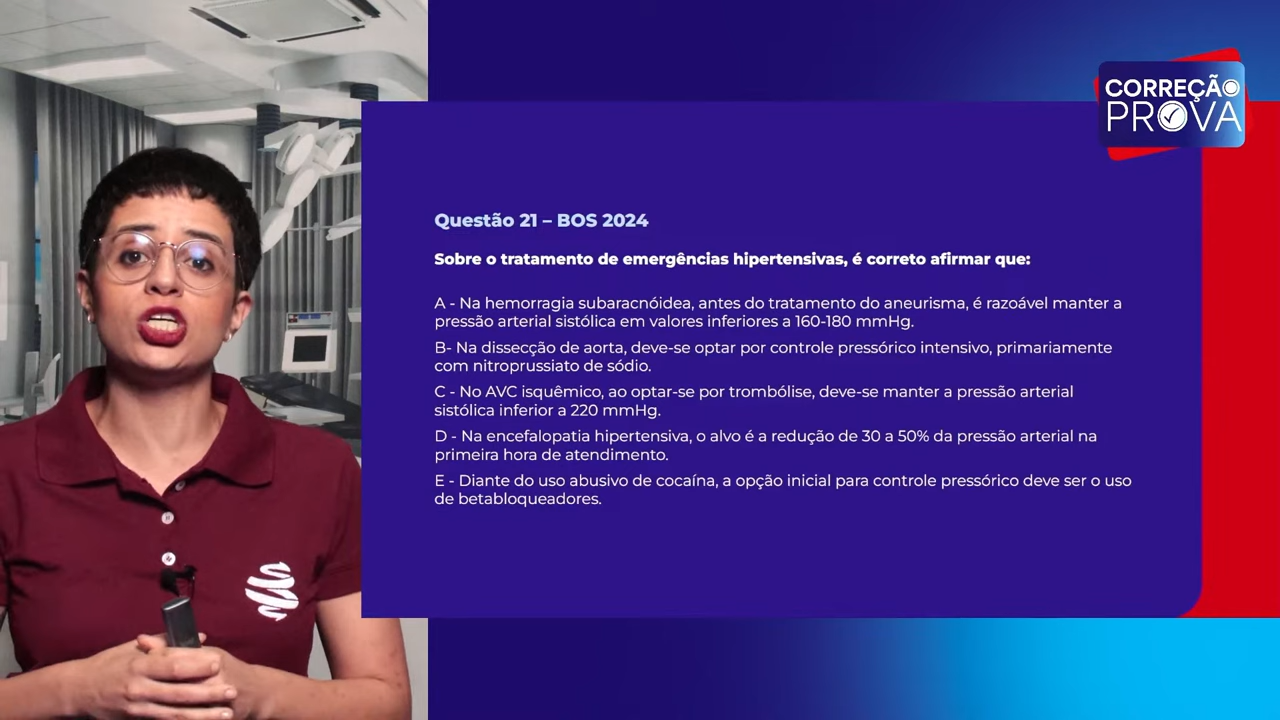 CORREÇÃO
PROVA
Questão 21 – BOS 2024
Sobre o tratamento de emergências hipertensivas, é correto afirmar que:
A - Na hemorragia subaracnóidea, antes do tratamento do aneurisma, é razoável manter a
pressão arterial sistólica em valores inferiores a 160-180 mmHg.
B- Na dissecção de aorta, deve-se optar por controle pressórico intensivo, primariamente
com nitroprussiato de sódio.
C - No AVC isquêmico, ao optar-se por trombólise, deve-se manter a pressão arterial
sistólica inferior a 220 mmHg.
D - Na encefalopatia hipertensiva, o alvo é a redução de 30 a 50% da pressão arterial na
primeira hora de atendimento.
E - Diante do uso abusivo de cocaína, a opção inicial para controle pressórico deve ser o uso
de betabloqueadores.